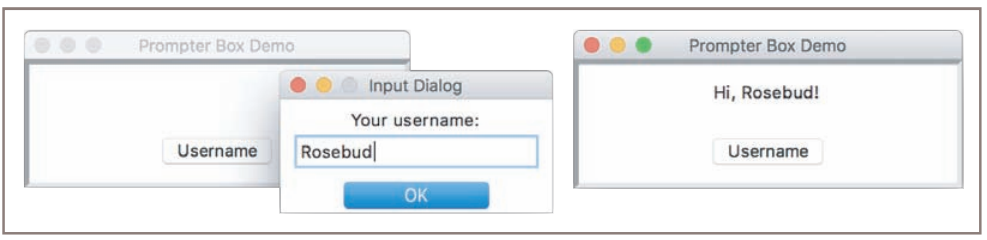 Prompter Box Demo
Input Dialog
Your username:
Rosebud
OK
Username
Prompter Box Demo
Hi, Rosebud!
Username